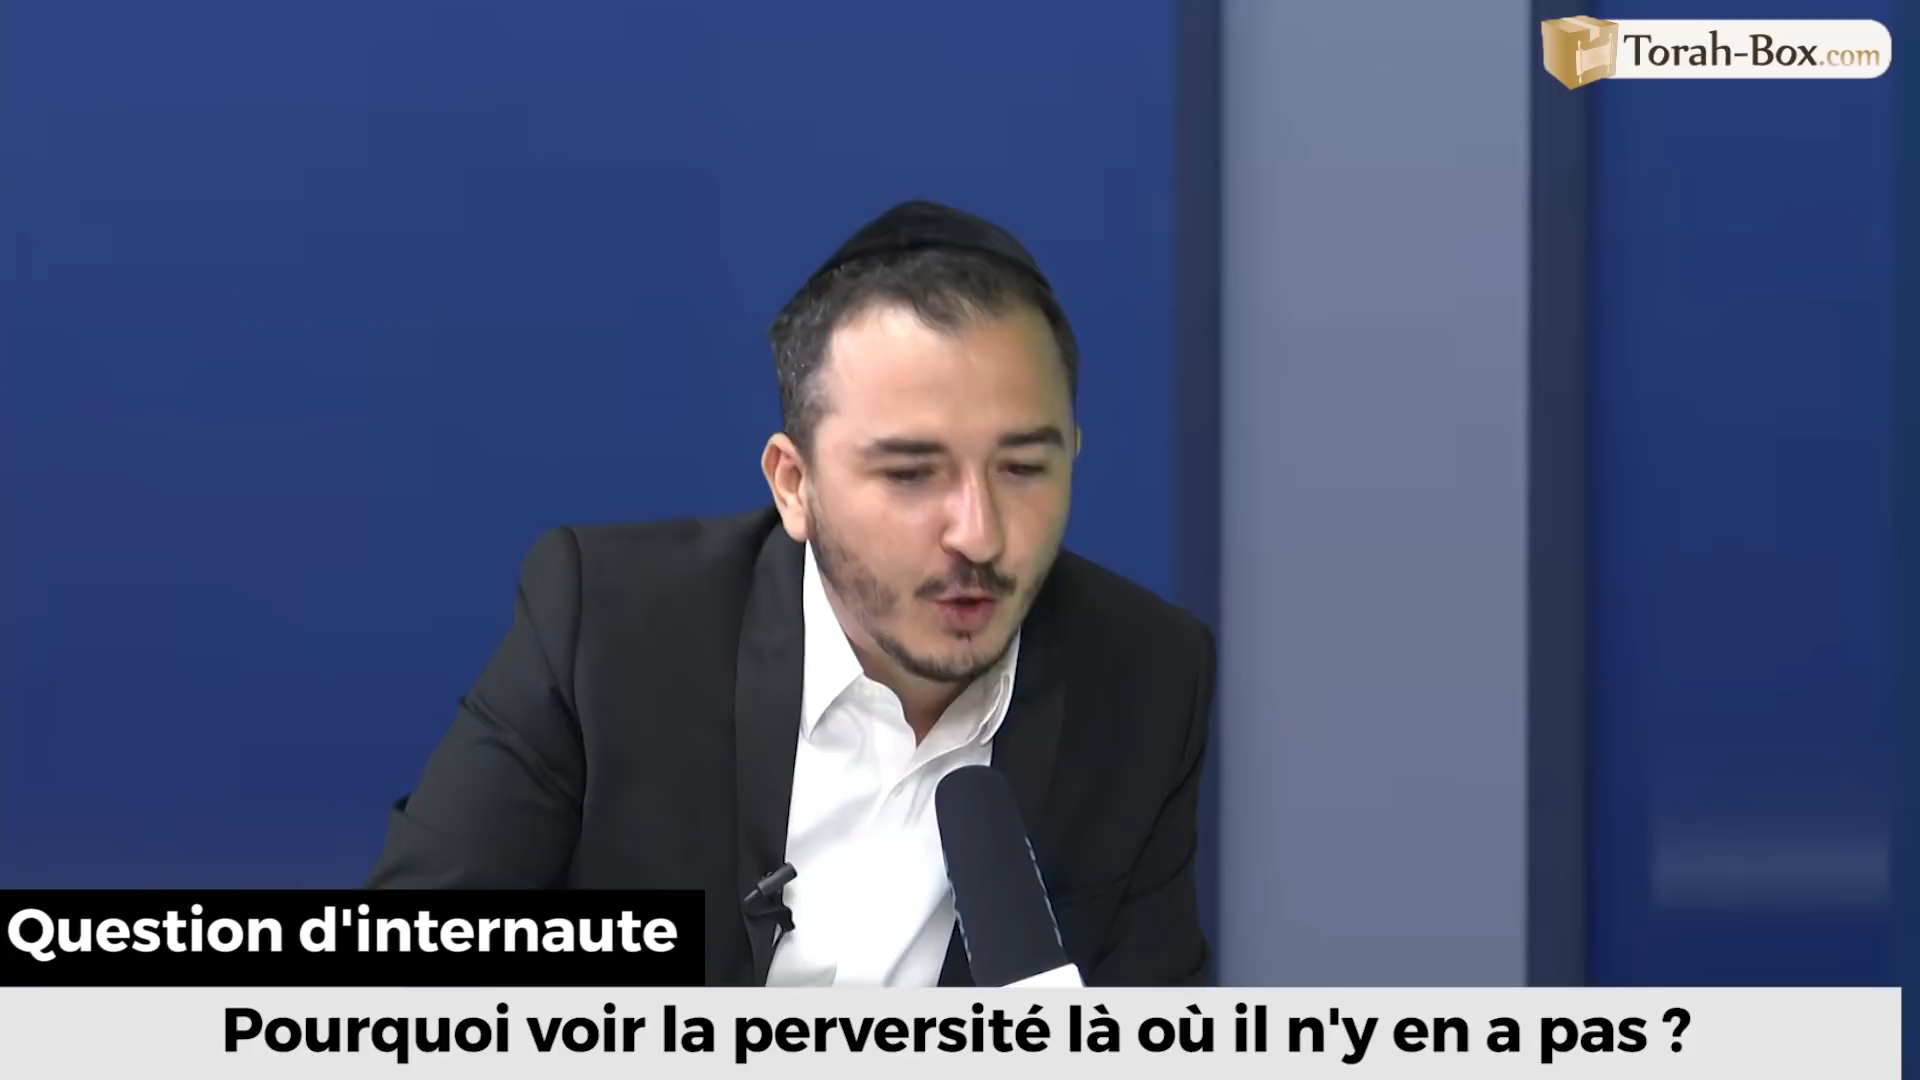 Torah-Box.com
Question d'internaute
Pourquoi voir la perversité là où il n'y en a pas ?